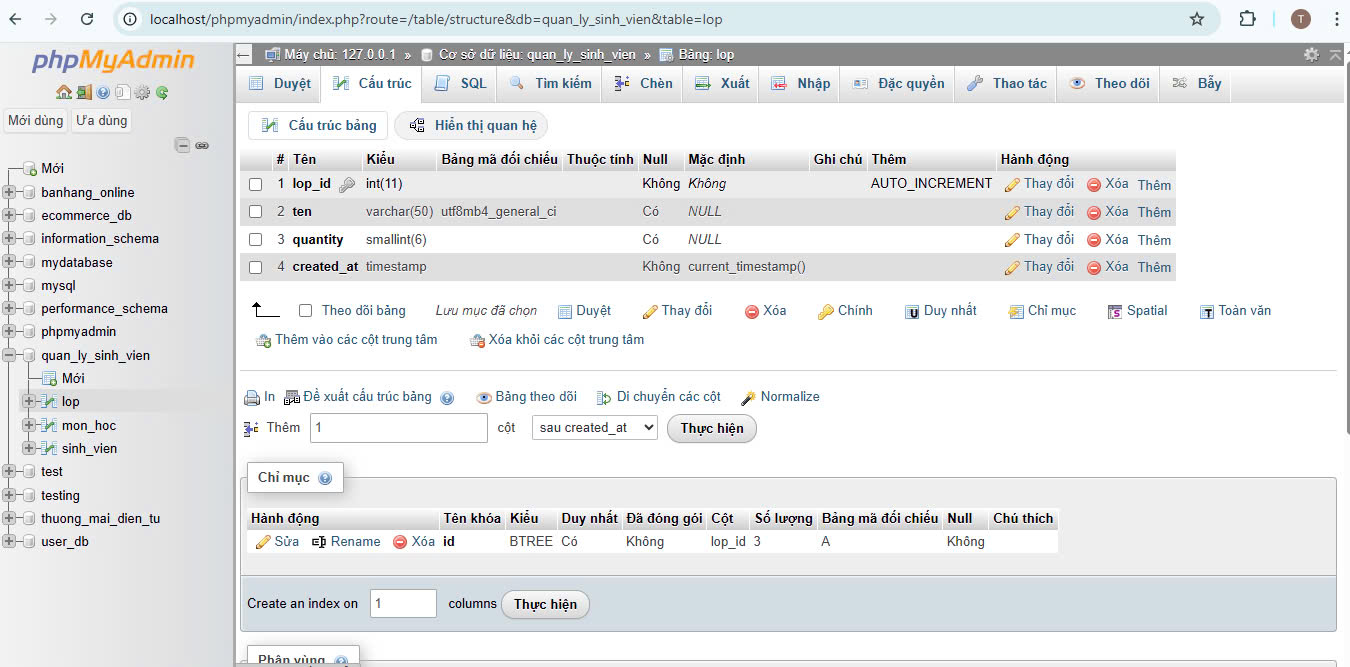 localhost/phpmyadmin/index.php?route=/table/structure&db=quan_ly_sinh_vien&table=lop
T
phpMyAdmin
Mới dùng Ưa dùng
Mới
banhang_online
ecommerce_db
information_schema
mydatabase
mysql
performance_schema
phpmyadmin
quan_ly_sinh_vien
Mới
lop
mon_hoc
sinh_vien
test
testing
thuong_mai_dien_tu
user_db
Máy chủ: 127.0.0.1 » Cơ sở dữ liệu: quan_ly_sinh_vien » Bảng: lop
Duyệt Cấu trúc SQL Tìm kiếm Chèn Xuất Nhập Đặc quyền Thao tác Theo dõi Bẫy
Cấu trúc bảng Hiển thị quan hệ
# Tên Kiểu Bảng mã đối chiếu Thuộc tính Null Mặc định Ghi chú Thêm Hành động
1 lop_id int(11) Không Không AUTO_INCREMENT Thay đổi Xóa Thêm
2 ten varchar(50) utf8mb4_general_ci Có NULL Thay đổi Xóa Thêm
3 quantity smallint(6) Có NULL Thay đổi Xóa Thêm
4 created_at timestamp Không current_timestamp() Thay đổi Xóa Thêm
Theo dõi bảng Lưu mục đã chọn Duyệt Thay đổi Xóa Chính Duy nhất Chỉ mục Spatial Toàn văn
Thêm vào các cột trung tâm Xóa khỏi các cột trung tâm
In Đề xuất cấu trúc bảng Bảng theo dõi Di chuyển các cột Normalize
Thêm 1 cột sau created_at Thực hiện
Chỉ mục
Hành động Tên khóa Kiểu Duy nhất Đã đóng gói Cột Số lượng Bảng mã đối chiếu Null Chú thích
Sửa Rename Xóa id BTREE Có Không lop_id 3 A Không
Create an index on 1 columns Thực hiện
Phân vùng